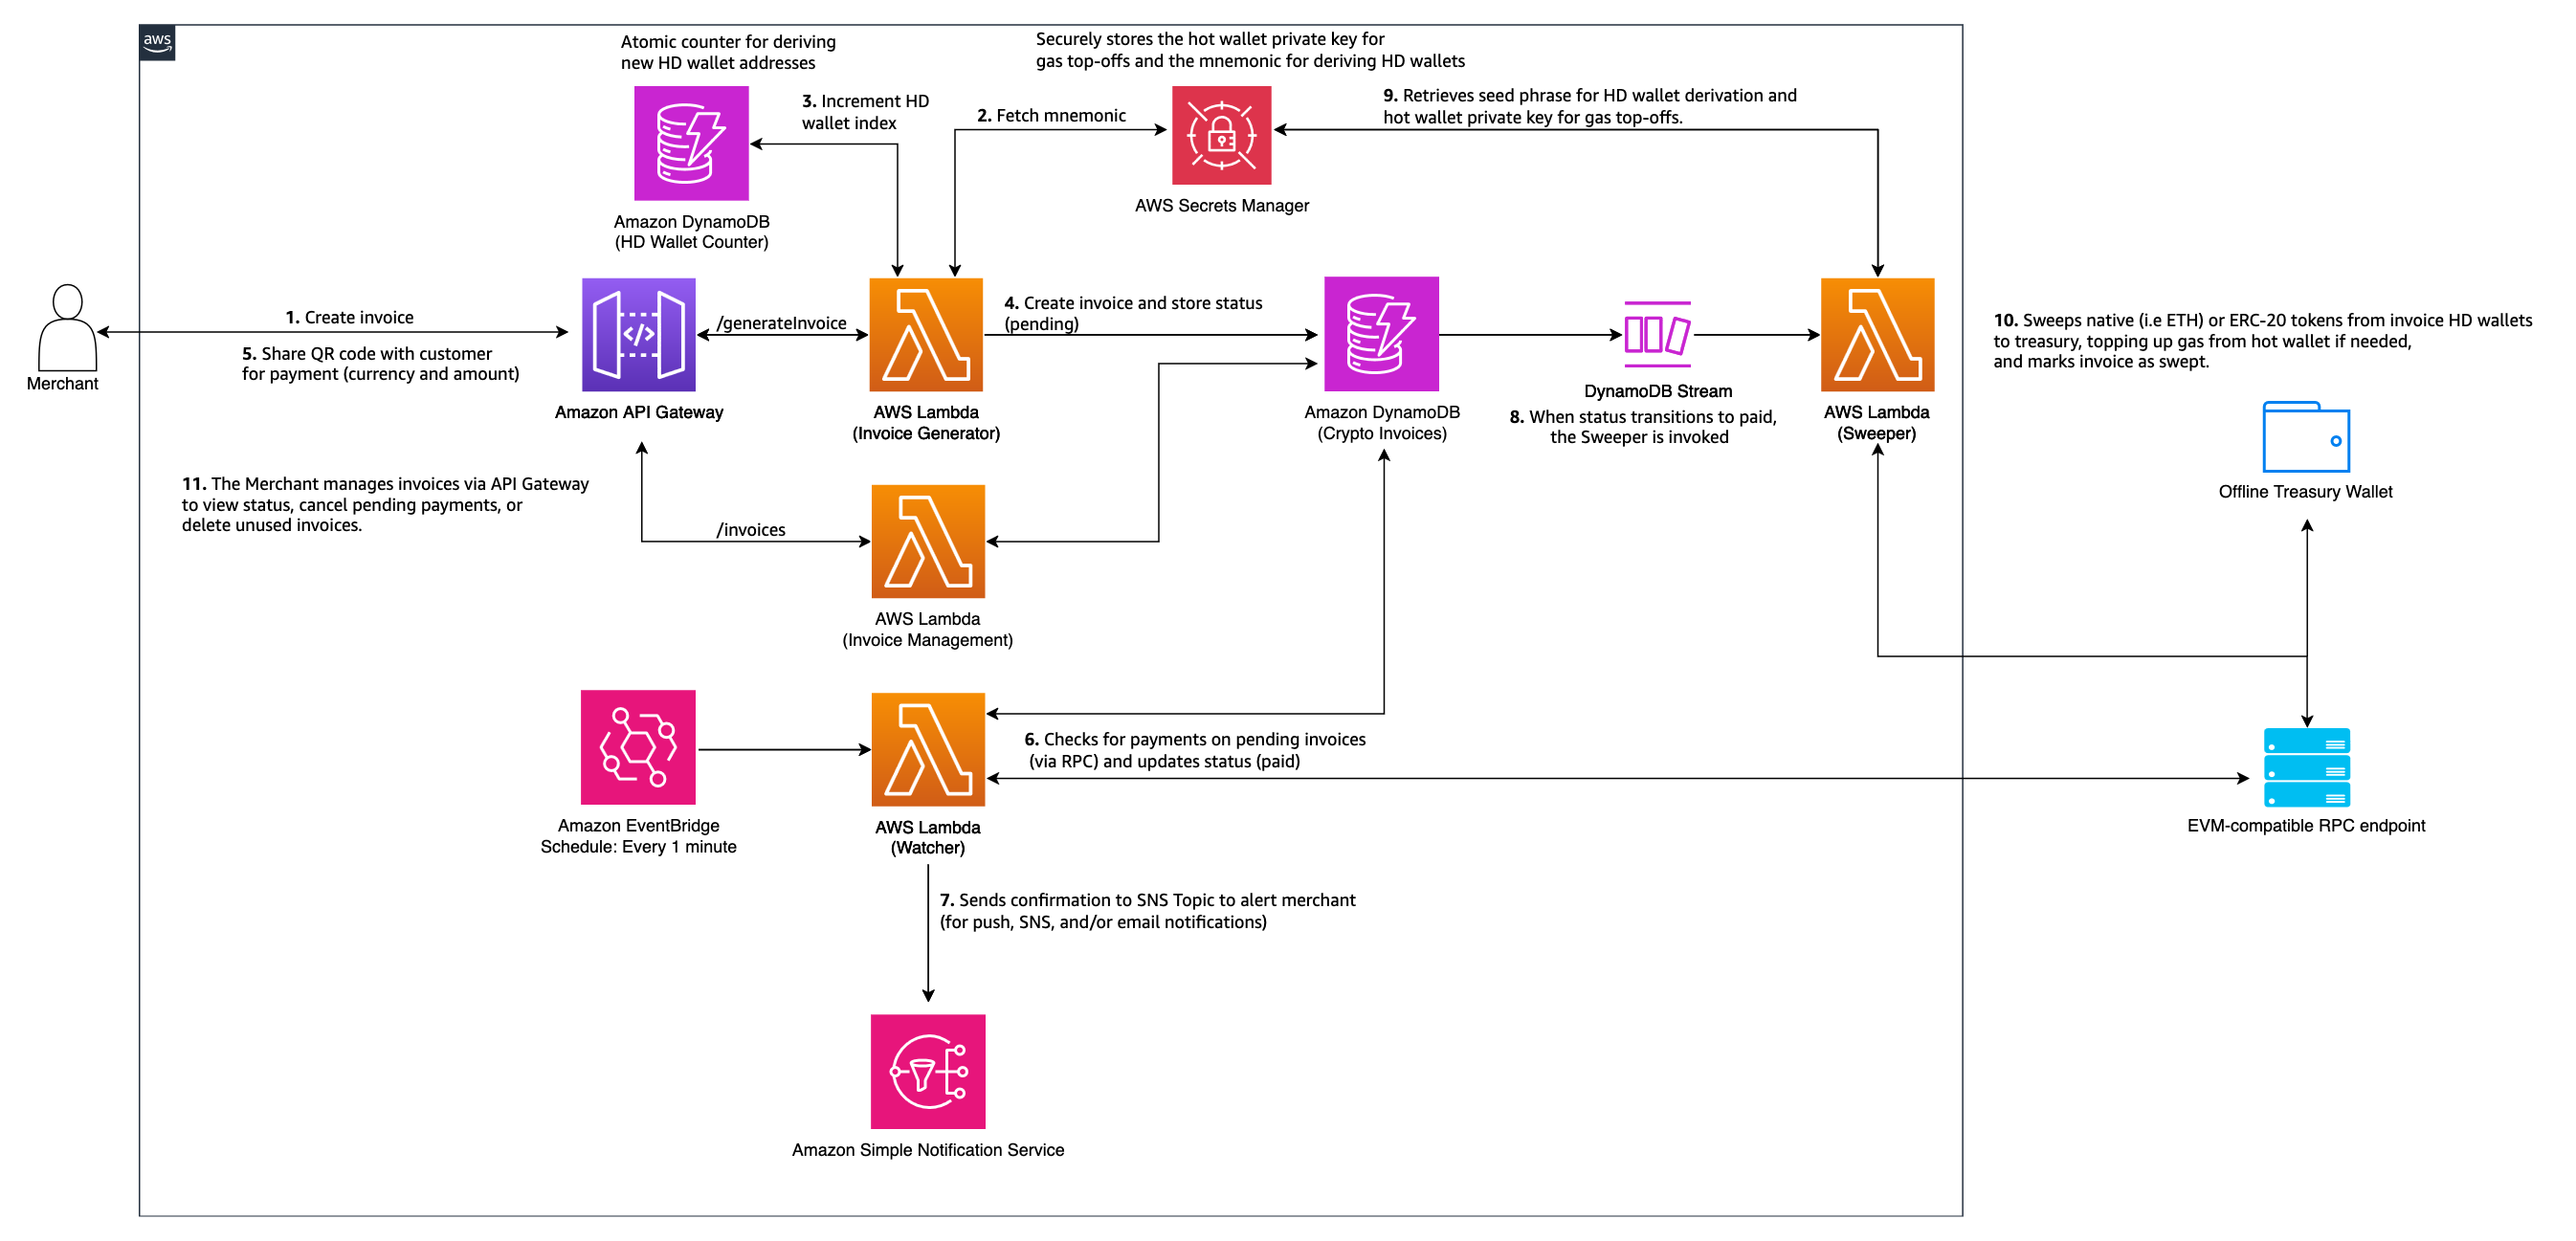 aws
Atomic counter for deriving
new HD wallet addresses
Securely stores the hot wallet private key for
gas top-offs and the mnemonic for deriving HD wallets
3. Increment HD
wallet index
2. Fetch mnemonic
9. Retrieves seed phrase for HD wallet derivation and
hot wallet private key for gas top-offs.
Amazon DynamoDB
(HD Wallet Counter)
AWS Secrets Manager
Merchant
1. Create invoice
5. Share QR code with customer
for payment (currency and amount)
Amazon API Gateway
/generateInvoice
AWS Lambda
(Invoice Generator)
4. Create invoice and store status
(pending)
Amazon DynamoDB
(Crypto Invoices)
DynamoDB Stream
8. When status transitions to paid,
the Sweeper is invoked
AWS Lambda
(Sweeper)
10. Sweeps native (i.e ETH) or ERC-20 tokens from invoice HD wallets
to treasury, topping up gas from hot wallet if needed,
and marks invoice as swept.
Offline Treasury Wallet
11. The Merchant manages invoices via API Gateway
to view status, cancel pending payments, or
delete unused invoices.
/invoices
AWS Lambda
(Invoice Management)
Amazon EventBridge
Schedule: Every 1 minute
AWS Lambda
(Watcher)
6. Checks for payments on pending invoices
(via RPC) and updates status (paid)
EVM-compatible RPC endpoint
7. Sends confirmation to SNS Topic to alert merchant
(for push, SNS, and/or email notifications)
Amazon Simple Notification Service